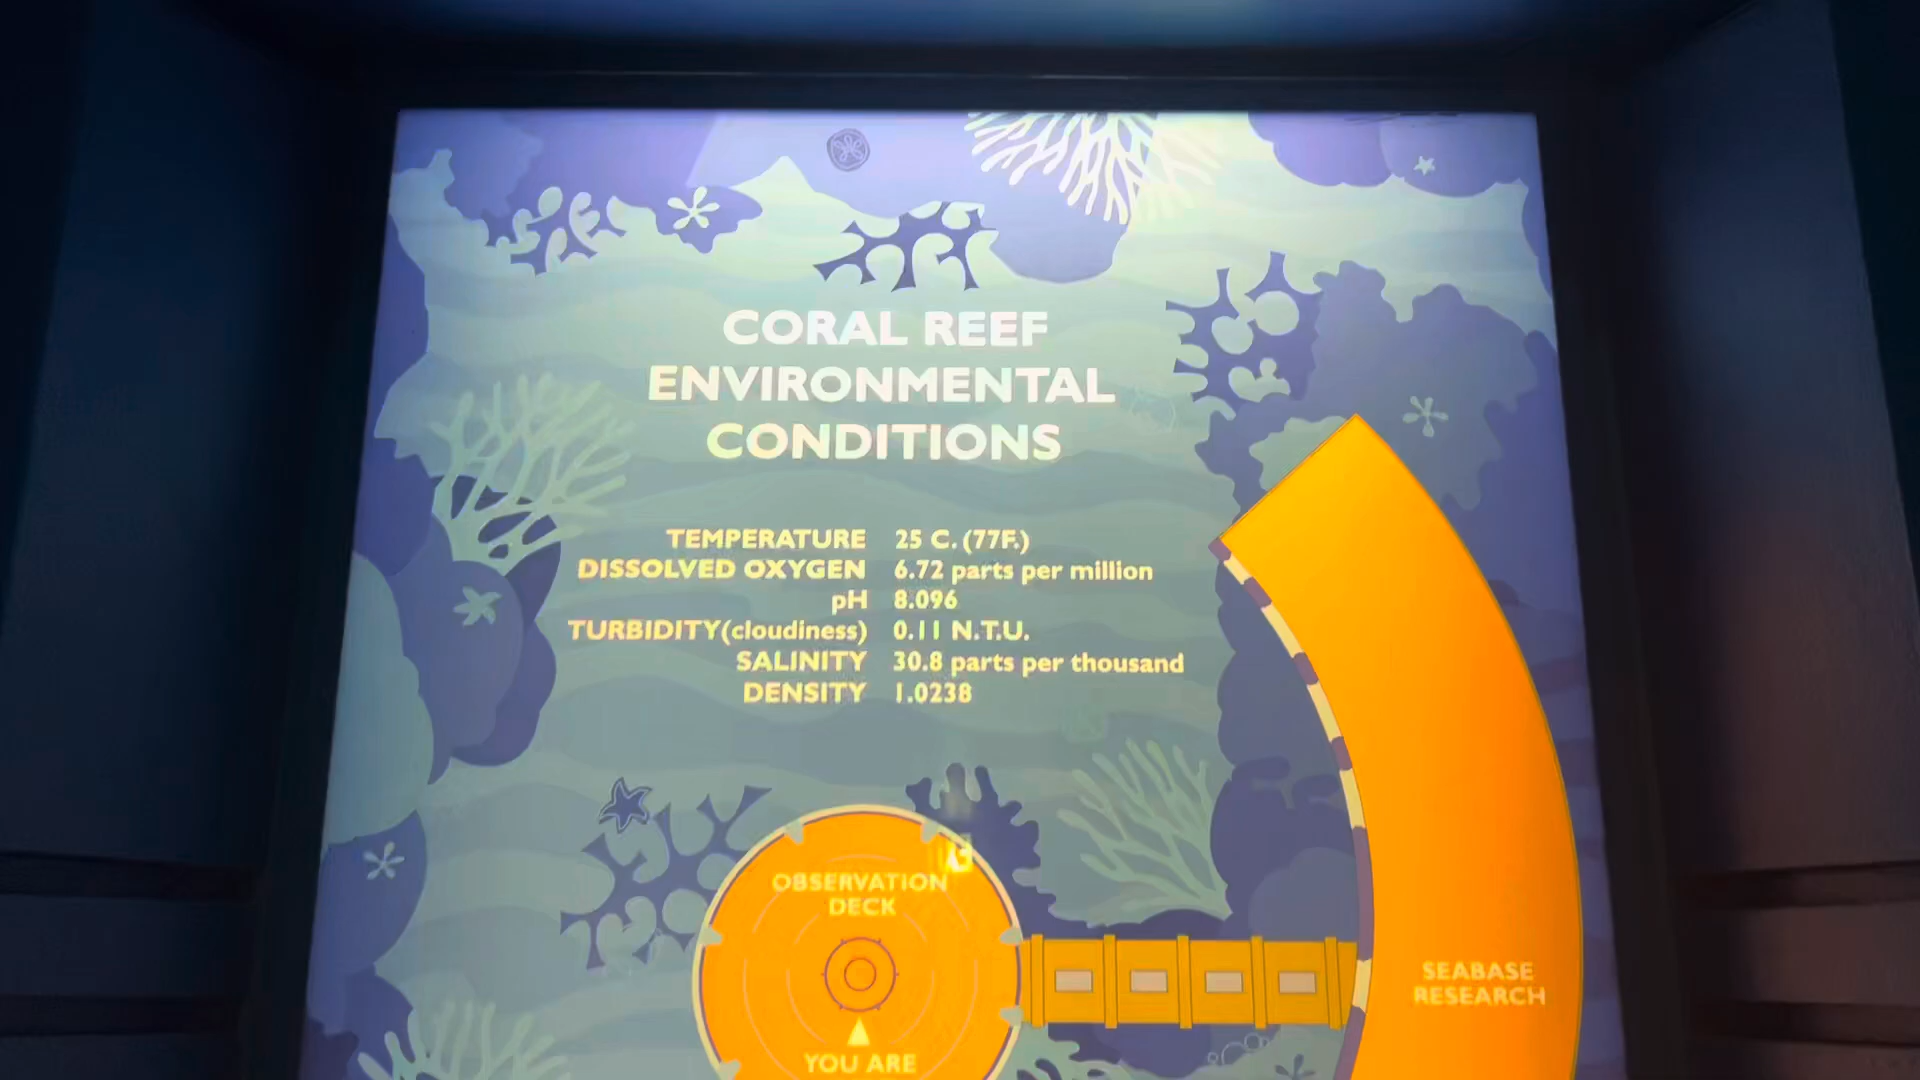 CORAL REEF
ENVIRONMENTAL
CONDITIONS
TEMPERATURE 25 C. (77F.)
DISSOLVED OXYGEN 6.72 parts per million
pH 8.096
TURBIDITY(cloudiness) 0.11 N.T.U.
SALINITY 30.8 parts per thousand
DENSITY 1.0238
OBSERVATION
DECK
SEABASE
RESEARCH
YOU ARE